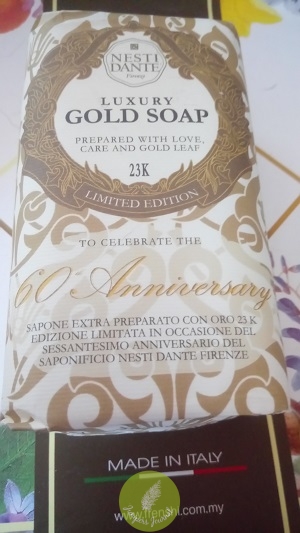 NESTI
DANTE
Firenze
LUXURY
GOLD SOAP
PREPARED WITH LOVE,
CARE AND GOLD LEAF
23K
LIMITED EDITION
TO CELEBRATE THE
60 Anniversary
SAPONE EXTRA PREPARATO CON ORO 23 K
EDIZIONE LIMITATA IN OCCASIONE DEL
SESSANTESIMO ANNIVERSARIO DEL
SAPONIFICIO NESTI DANTE FIRENZE
MADE IN ITALY